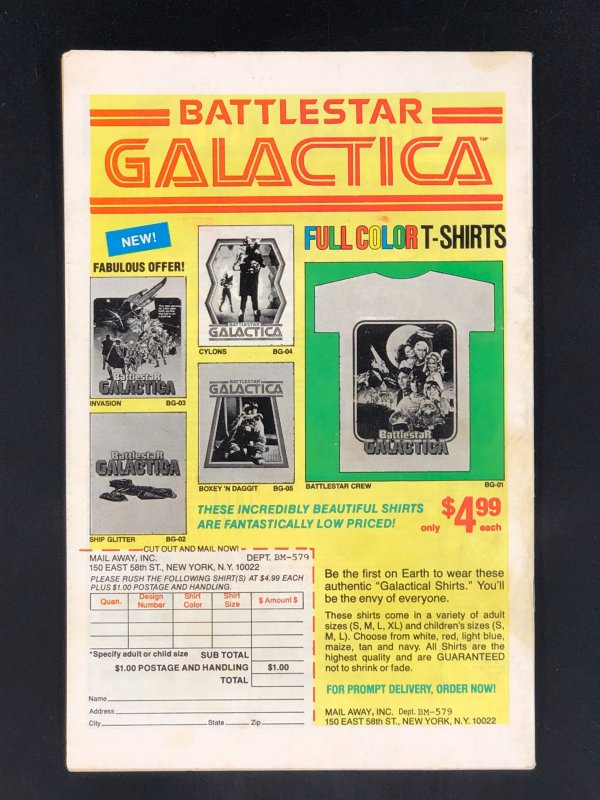 BATTLESTAR
GALACTICA™
NEW!
FABULOUS OFFER!
FULL COLOR T-SHIRTS
BATTLESTAR
GALACTICA
CYLONS BG-04
Battlestar
GALACTICA
INVASION BG-03
BATTLESTAR
GALACTICA
BOXEY 'N DAGGIT BG-05
Battlestar
GALACTICA
BATTLESTAR CREW BG-01
Battlestar
GALACTICA
SHIP GLITTER BG-02
THESE INCREDIBLY BEAUTIFUL SHIRTS
ARE FANTASTICALLY LOW PRICED!
only $4.99 each
CUT OUT AND MAIL NOW!
MAIL AWAY, INC. DEPT. BM-579
150 EAST 58th ST., NEW YORK, N.Y. 10022
PLEASE RUSH THE FOLLOWING SHIRT(S) AT $4.99 EACH
PLUS $1.00 POSTAGE AND HANDLING.
Quan. Design Number Shirt Color Shirt Size $ Amount $
*Specify adult or child size SUB TOTAL
$1.00 POSTAGE AND HANDLING $1.00
TOTAL
Name
Address
City State Zip
Be the first on Earth to wear these
authentic "Galactical Shirts." You'll
be the envy of everyone.
These shirts come in a variety of adult
sizes (S, M, L, XL) and children's sizes (S,
M, L). Choose from white, red, light blue,
maize, tan and navy. All Shirts are the
highest quality and are GUARANTEED
not to shrink or fade.
FOR PROMPT DELIVERY, ORDER NOW!
MAIL AWAY, INC. Dept. BM-579
150 EAST 58th ST., NEW YORK, N.Y. 10022